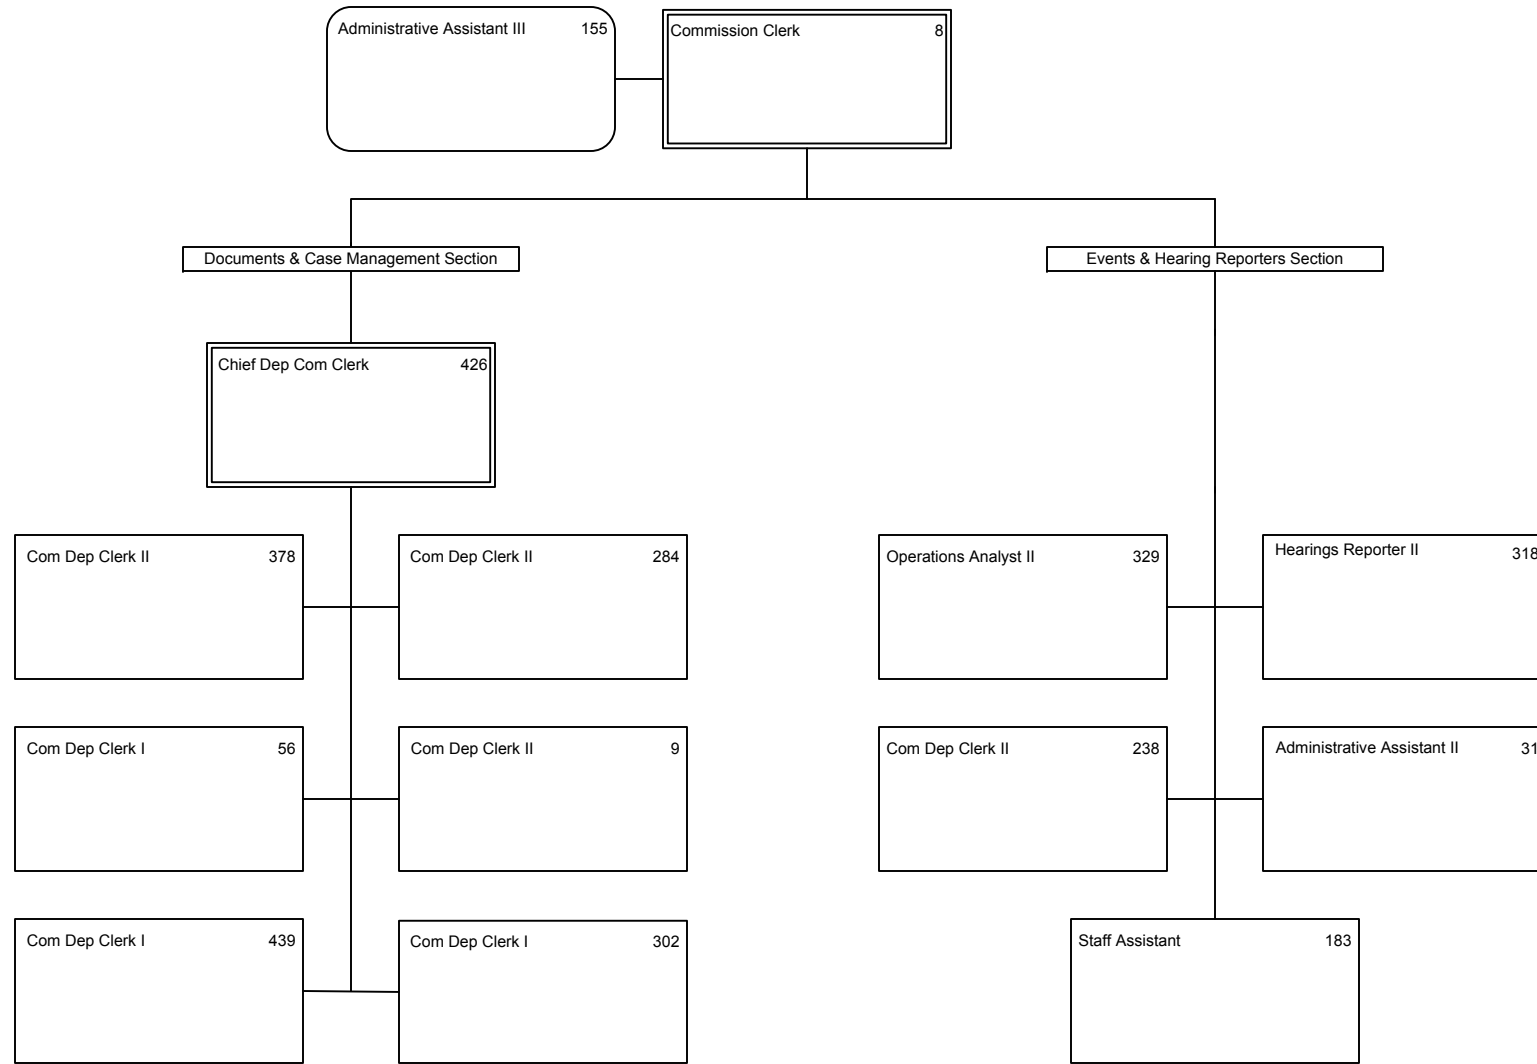 Administrative Assistant III 155
Commission Clerk 8
Documents & Case Management Section
Events & Hearing Reporters Section
Chief Dep Com Clerk 426
Com Dep Clerk II 378
Com Dep Clerk II 284
Operations Analyst II 329
Hearings Reporter II 318
Com Dep Clerk I 56
Com Dep Clerk II 9
Com Dep Clerk II 238
Administrative Assistant II 31
Com Dep Clerk I 439
Com Dep Clerk I 302
Staff Assistant 183